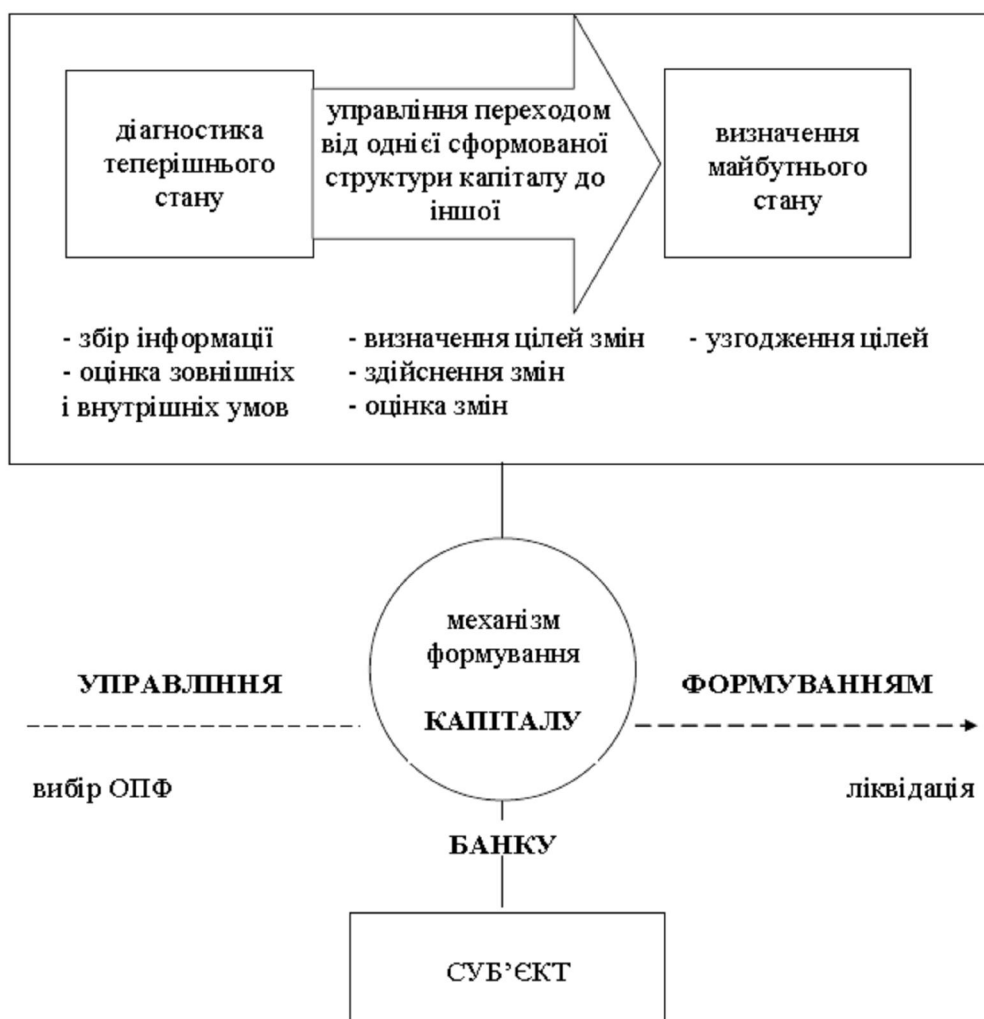 діагностика
теперішнього
стану
управління переходом
від однієї сформованої
структури капіталу до
іншої
визначення
майбутнього
стану
- збір інформації
- оцінка зовнішніх
і внутрішніх умов
- визначення цілей змін
- здійснення змін
- оцінка змін
- узгодження цілей
механізм
формування
УПРАВЛІННЯ
ФОРМУВАННЯМ
КАПІТАЛУ
вибір ОПФ
ліквідація
БАНКУ
СУБ’ЄКТ